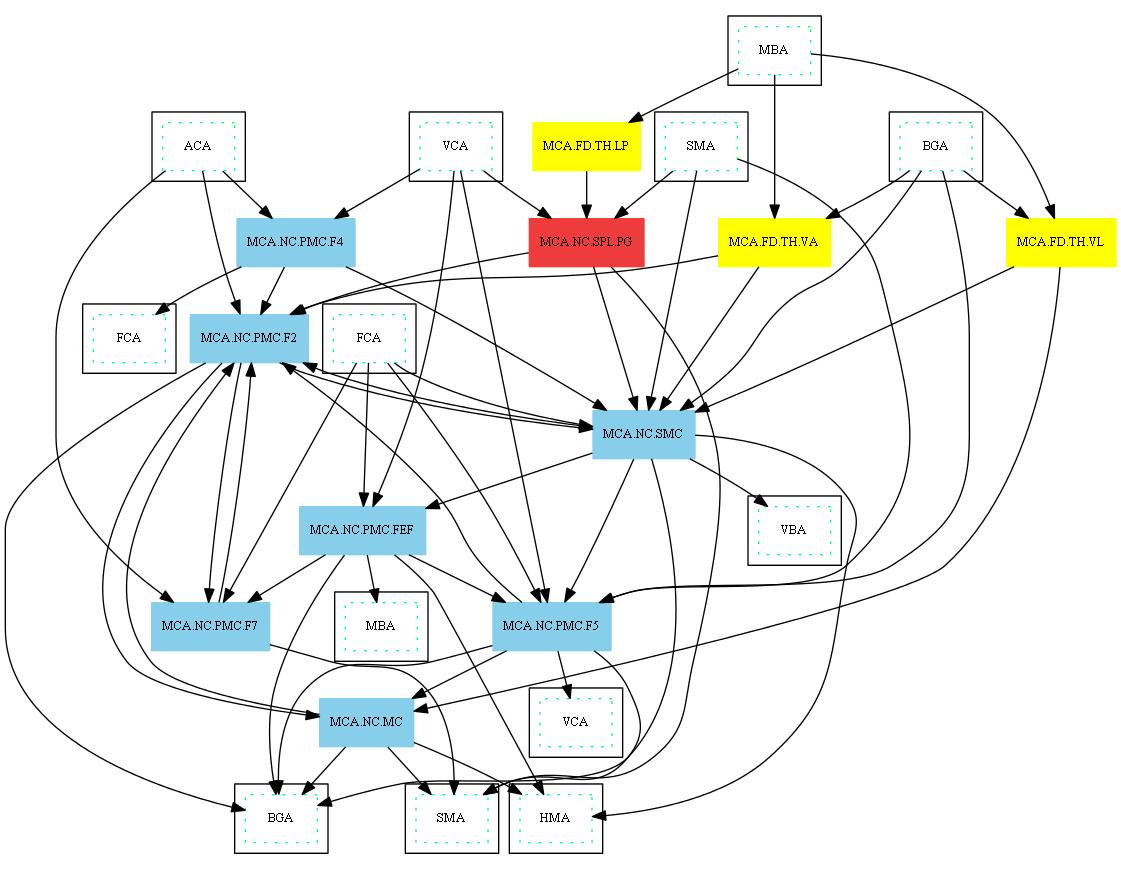 MBA
ACA
VCA
MCA.FD.TH.LP
SMA
BGA
MCA.NC.PMC.F4
MCA.NC.SPL.PG
MCA.FD.TH.VA
MCA.FD.TH.VL
FCA
MCA.NC.PMC.F2
FCA
MCA.NC.SMC
MCA.NC.PMC.FEF
VBA
MCA.NC.PMC.F7
MBA
MCA.NC.PMC.F5
MCA.NC.MC
VCA
BGA
SMA
HMA